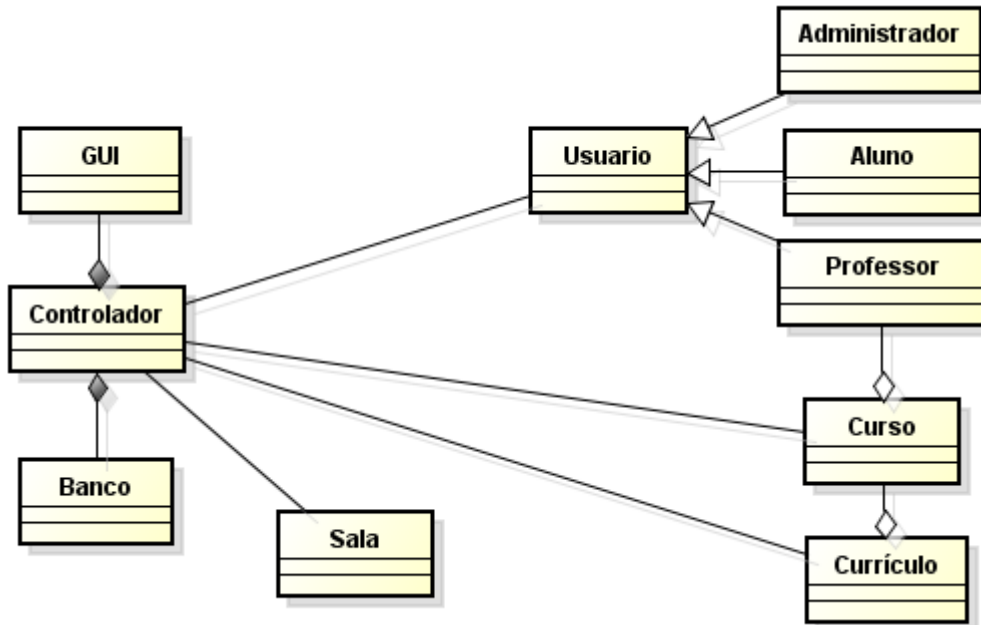 Administrador
GUI
Usuario
Aluno
Professor
Controlador
Curso
Banco
Sala
Currículo